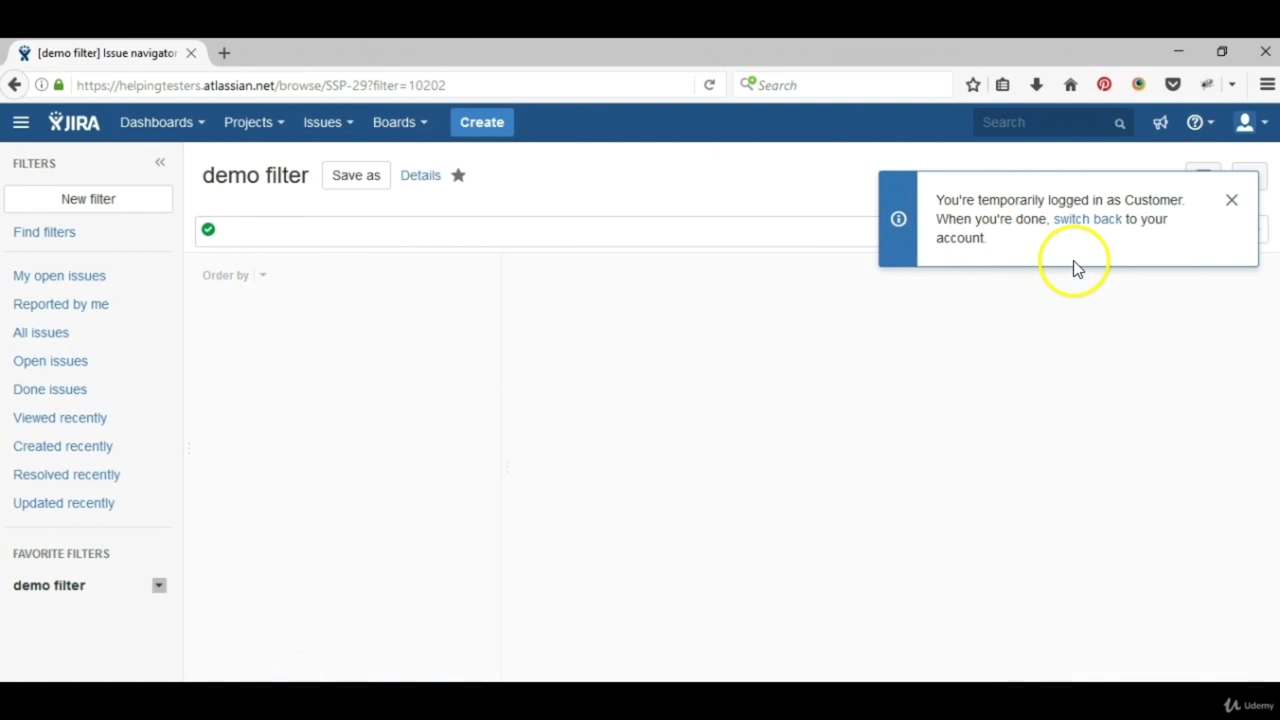 [demo filter] Issue navigator
https://helpingtesters.atlassian.net/browse/SSP-29?filter=10202
Search
JIRA
Dashboards
Projects
Issues
Boards
Create
Search
FILTERS
New filter
Find filters
My open issues
Reported by me
All issues
Open issues
Done issues
Viewed recently
Created recently
Resolved recently
Updated recently
FAVORITE FILTERS
demo filter
demo filter
Save as
Details
Order by
You're temporarily logged in as Customer.
When you're done, switch back to your
account.
Udemy